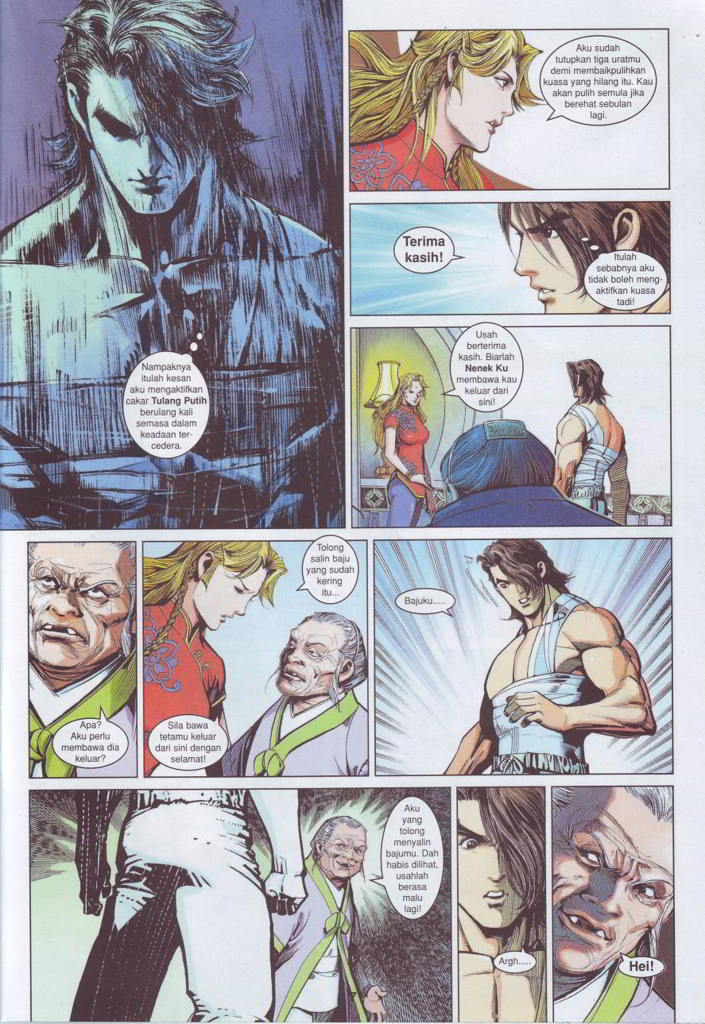 Nampaknya
itulah kesan
aku mengaktifkan
cakar Tulang Putih
berulang kali
semasa dalam
keadaan ter-
cedera.
Aku sudah
tutupkan tiga uratmu
demi membaikpulihkan
kuasa yang hilang itu. Kau
akan pulih semula jika
berehat sebulan
lagi.
Terima
kasih!
Itulah
sebabnya aku
tidak boleh meng-
aktifkan kuasa
tadi!
Usah
berterima
kasih. Biarlah
Nenek Ku
membawa kau
keluar dari
sini!
Apa?
Aku perlu
membawa dia
keluar?
Tolong
salin baju
yang sudah
kering
itu...
Sila bawa
tetamu keluar
dari sini dengan
selamat!
Bajuku.....
Aku
yang
tolong
menyalin
bajumu. Dah
habis dilihat,
usahlah
berasa
malu
lagi!
Argh.....
Hei!